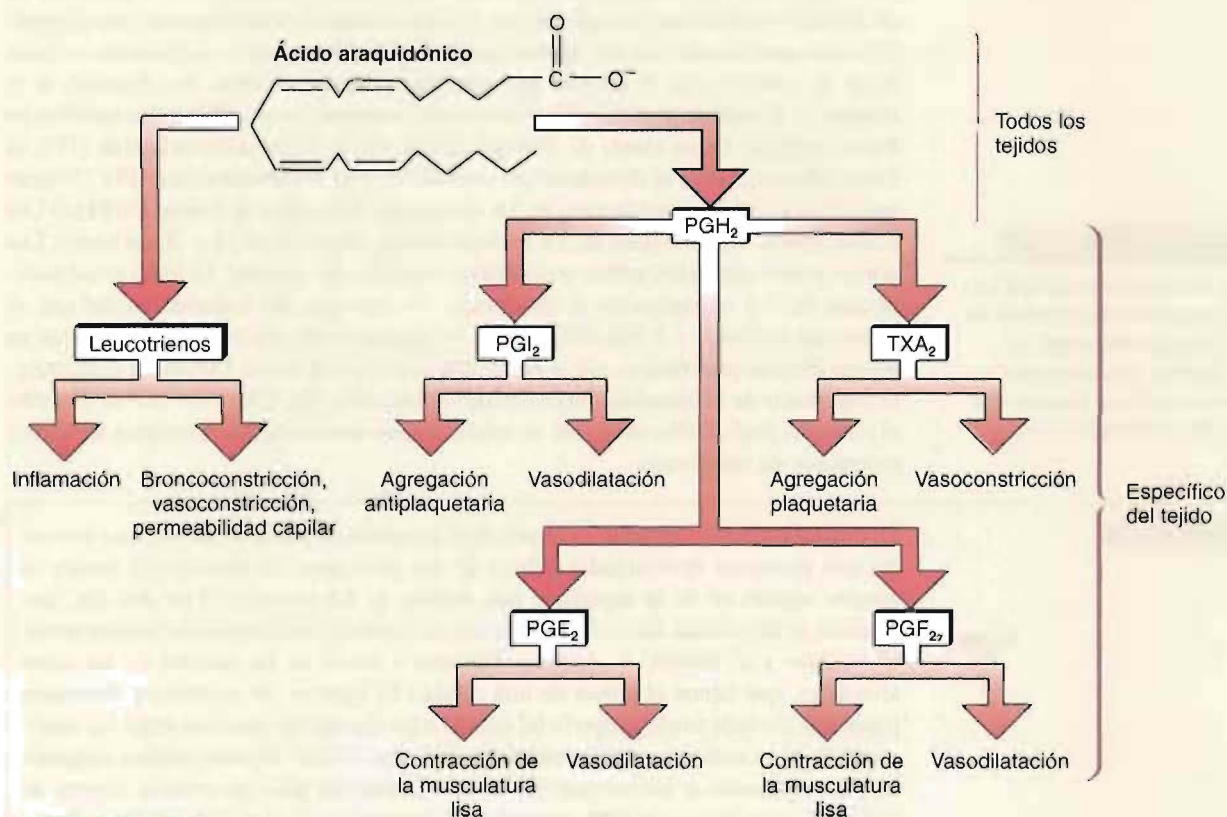 Ácido araquidónico
O
C
O⁻
Todos los
tejidos
PGH₂
Leucotrienos
PGI₂
TXA₂
Inflamación
Broncoconstricción,
vasoconstricción,
permeabilidad capilar
Agregación
antiplaquetaria
Vasodilatación
Agregación
plaquetaria
Vasoconstricción
Específico
del tejido
PGE₂
PGF₂
Contracción de
la musculatura
lisa
Vasodilatación
Contracción de
la musculatura
lisa
Vasodilatación